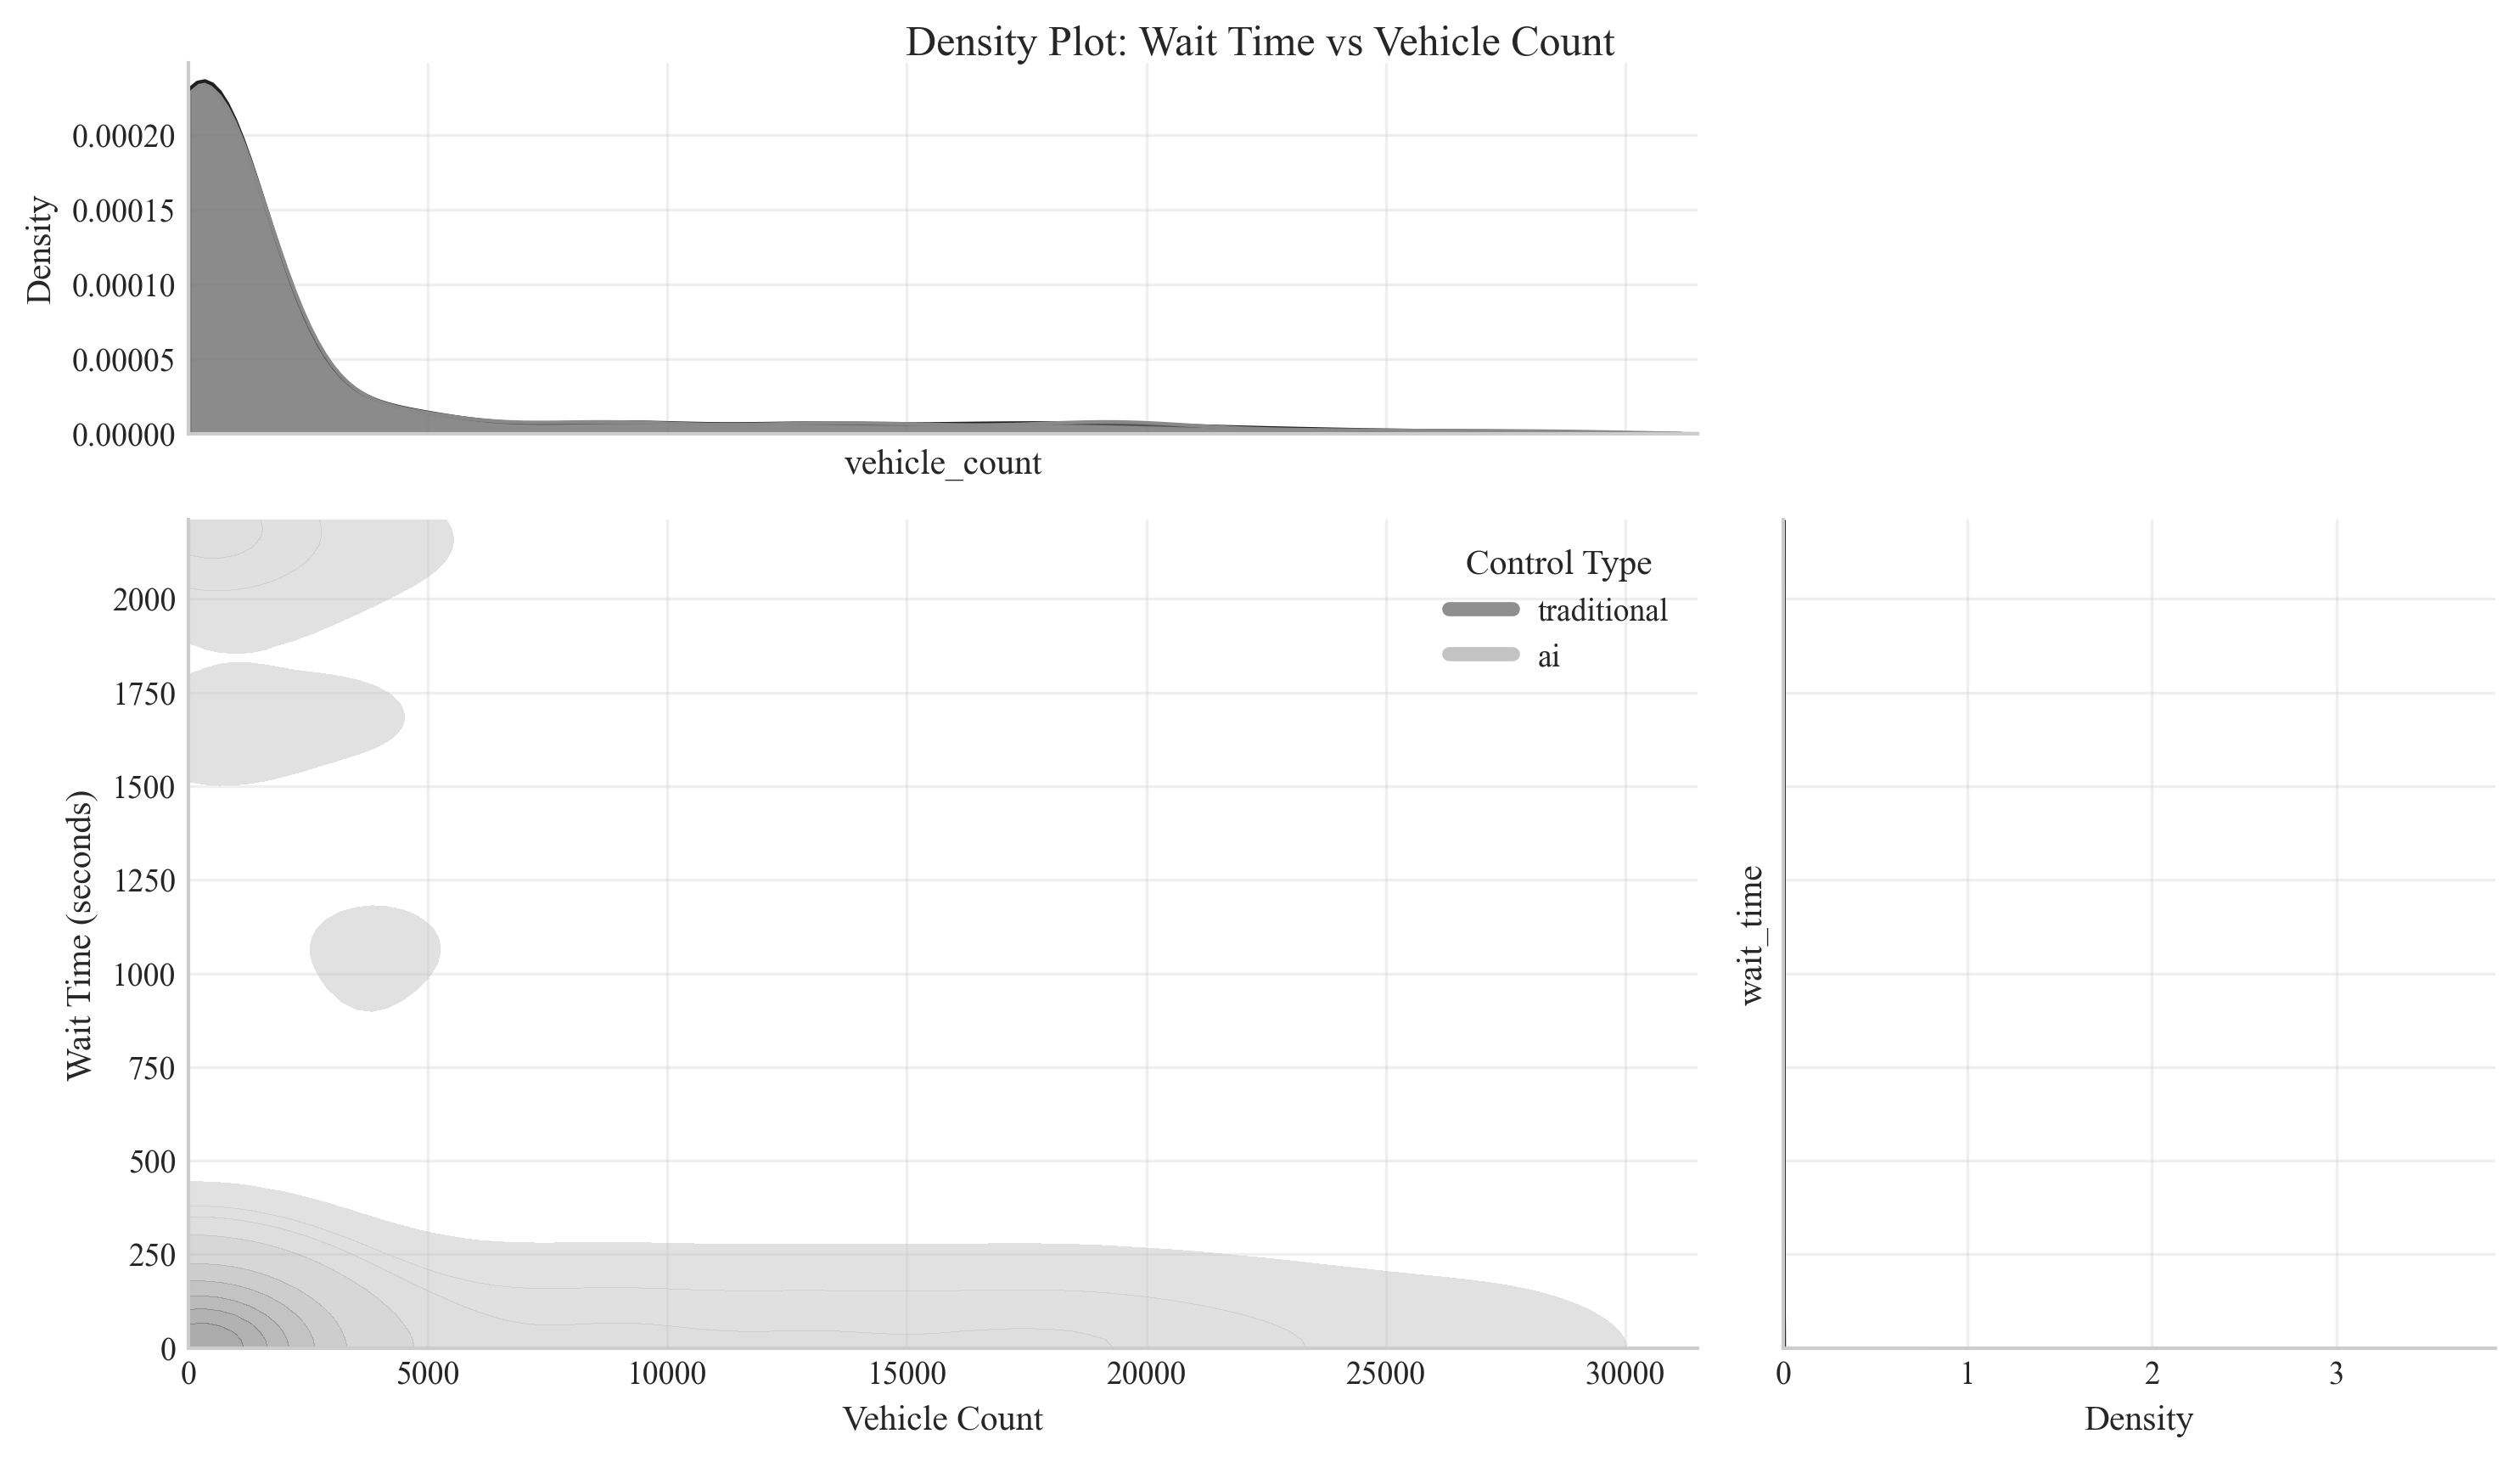 Density Plot: Wait Time vs Vehicle Count
Density
0.00020
0.00015
0.00010
0.00005
0.00000
vehicle_count
Wait Time (seconds)
2000
1750
1500
1250
1000
750
500
250
0
Control Type
traditional
ai
0 5000 10000 15000 20000 25000 30000
Vehicle Count
wait_time
0 1 2 3
Density